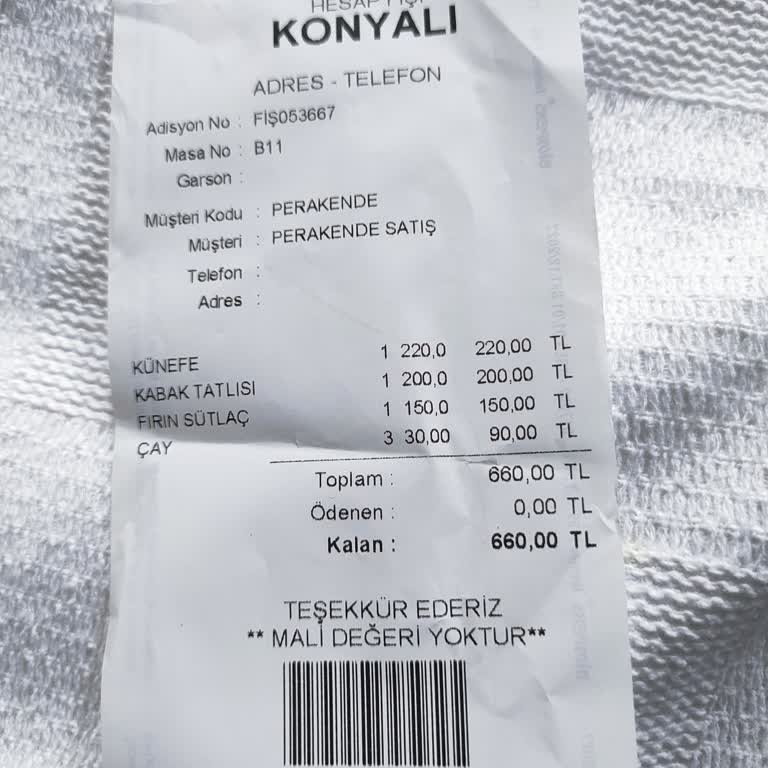 HESAP FİŞİ
KONYALI
ADRES - TELEFON
Adisyon No : FİŞ053667
Masa No : B11
Garson :
Müşteri Kodu : PERAKENDE
Müşteri : PERAKENDE SATIŞ
Telefon :
Adres :
KÜNEFE 1 220,0 220,00 TL
KABAK TATLISI 1 200,0 200,00 TL
FIRIN SÜTLAÇ 1 150,0 150,00 TL
ÇAY 3 30,00 90,00 TL
Toplam : 660,00 TL
Ödenen : 0,00 TL
Kalan : 660,00 TL
TEŞEKKÜR EDERİZ
** MALİ DEĞERİ YOKTUR**